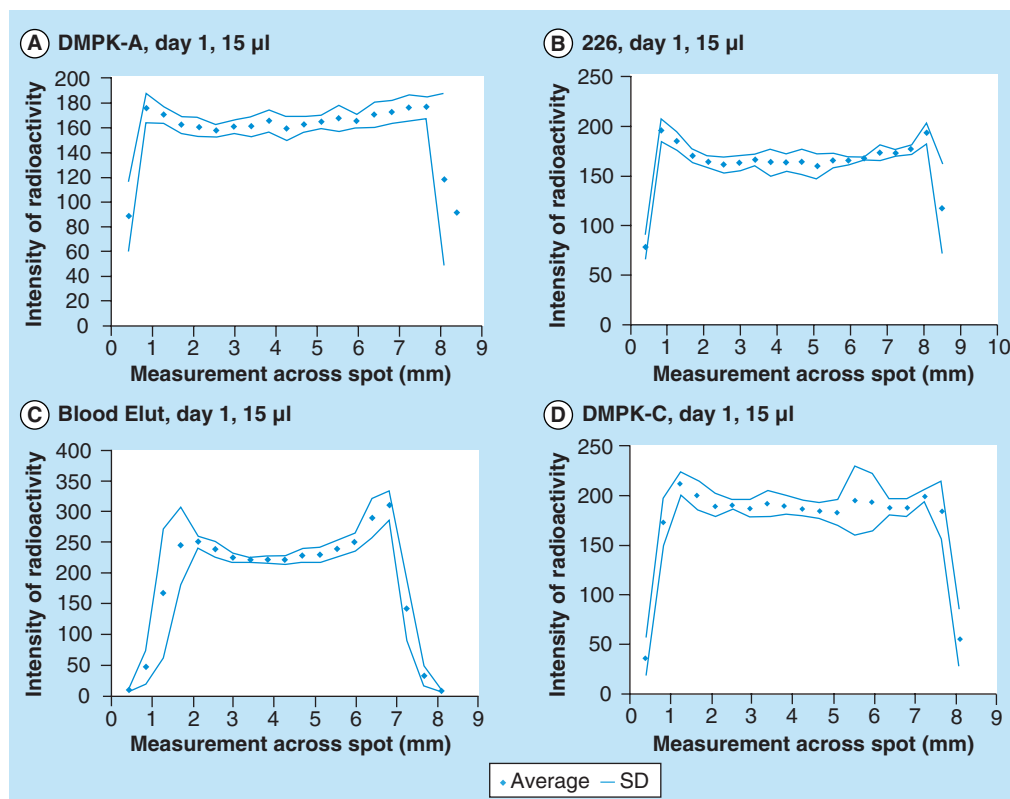 A DMPK-A, day 1, 15 µl
Intensity of radioactivity
200
180
160
140
120
100
80
60
40
20
0
0 1 2 3 4 5 6 7 8 9
Measurement across spot (mm)
B 226, day 1, 15 µl
Intensity of radioactivity
250
200
150
100
50
0
0 1 2 3 4 5 6 7 8 9 10
Measurement across spot (mm)
C Blood Elut, day 1, 15 µl
Intensity of radioactivity
400
350
300
250
200
150
100
50
0
0 1 2 3 4 5 6 7 8 9
Measurement across spot (mm)
D DMPK-C, day 1, 15 µl
Intensity of radioactivity
250
200
150
100
50
0
0 1 2 3 4 5 6 7 8 9
Measurement across spot (mm)
Average SD